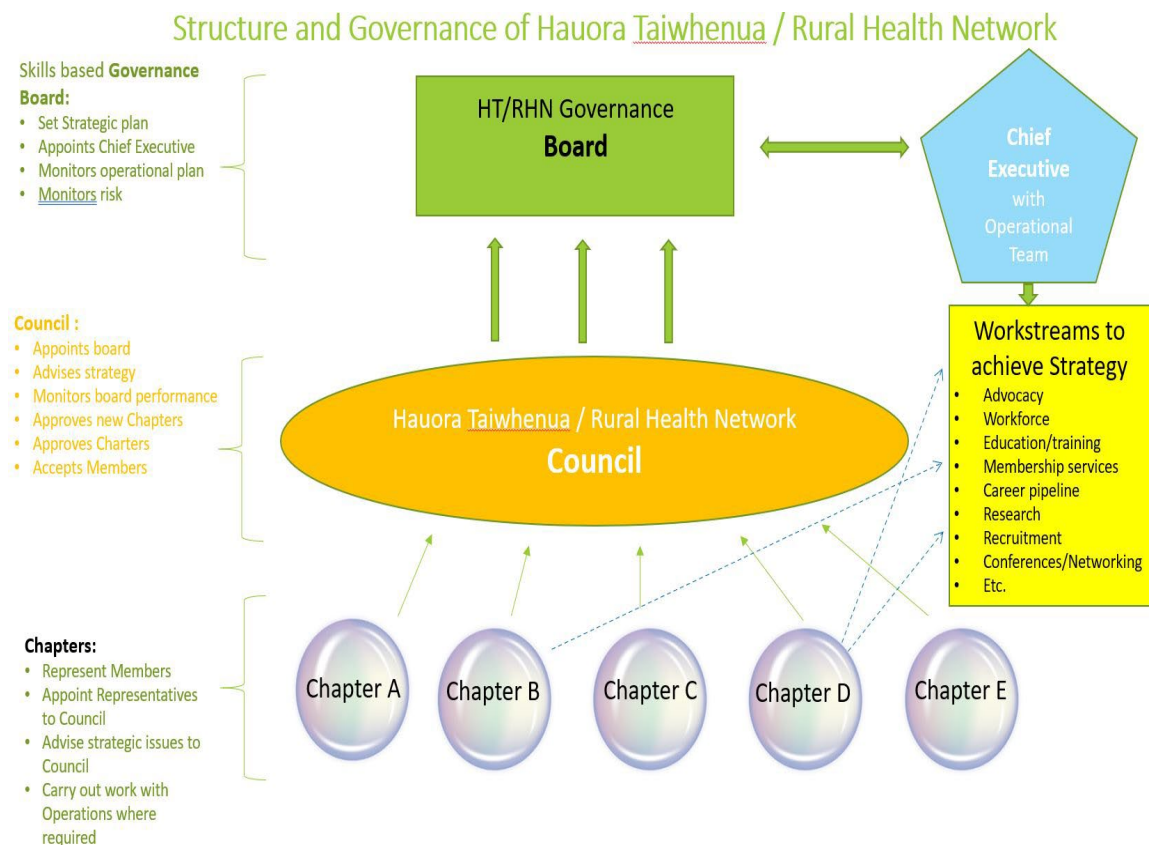 Structure and Governance of Hauora Taiwhenua / Rural Health Network
Skills based Governance
Board:
• Set Strategic plan
• Appoints Chief Executive
• Monitors operational plan
• Monitors risk
HT/RHN Governance
Board
Chief
Executive
with
Operational
Team
Council :
• Appoints board
• Advises strategy
• Monitors board performance
• Approves new Chapters
• Approves Charters
• Accepts Members
Hauora Taiwhenua / Rural Health Network
Council
Workstreams to
achieve Strategy
• Advocacy
• Workforce
• Education/training
• Membership services
• Career pipeline
• Research
• Recruitment
• Conferences/Networking
• Etc.
Chapters:
• Represent Members
• Appoint Representatives
to Council
• Advise strategic issues to
Council
• Carry out work with
Operations where
required
Chapter A
Chapter B
Chapter C
Chapter D
Chapter E